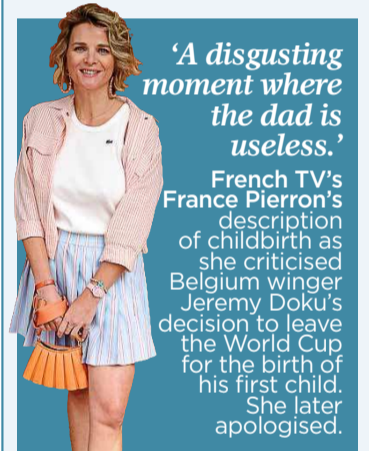 ‘A disgusting
moment where
the dad is
useless.’
French TV’s
France Pierron’s
description
of childbirth as
she criticised
Belgium winger
Jeremy Doku’s
decision to leave
the World Cup
for the birth of
his first child.
She later
apologised.